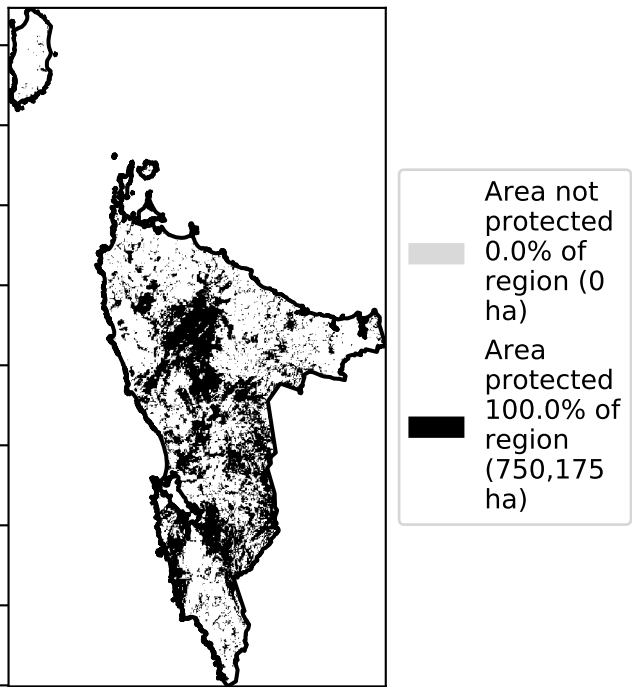 Area not
protected
0.0% of
region (0
ha)
Area
protected
100.0% of
region
(750,175
ha)